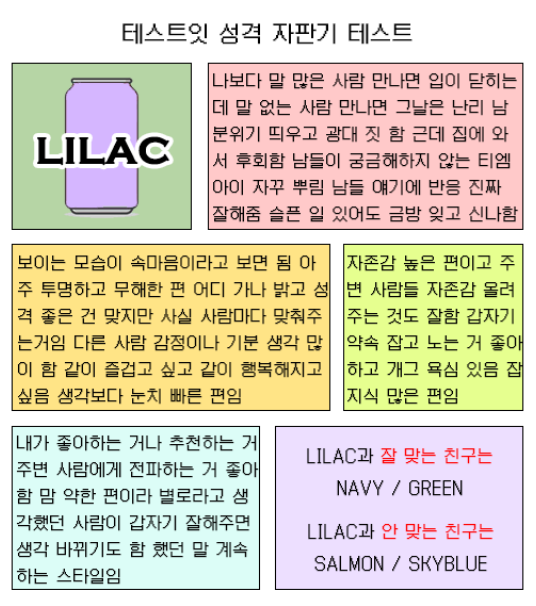 테스트잇 성격 자판기 테스트
LILAC
나보다 말 많은 사람 만나면 입이 닫히는
데 말 없는 사람 만나면 그날은 난리 남
분위기 띄우고 광대 짓 함 근데 집에 와
서 후회함 남들이 궁금해하지 않는 티엠
아이 자꾸 뿌림 남들 얘기에 반응 진짜
잘해줌 슬픈 일 있어도 금방 잊고 신나함
보이는 모습이 속마음이라고 보면 됨 아
주 투명하고 무해한 편 어디 가나 밝고 성
격 좋은 건 맞지만 사실 사람마다 맞춰주
는거임 다른 사람 감정이나 기분 생각 많
이 함 같이 즐겁고 싶고 같이 행복해지고
싶음 생각보다 눈치 빠른 편임
자존감 높은 편이고 주
변 사람들 자존감 올려
주는 것도 잘함 갑자기
약속 잡고 노는 거 좋아
하고 개그 욕심 있음 잡
지식 많은 편임
내가 좋아하는 거나 추천하는 거
주변 사람에게 전파하는 거 좋아
함 맘 약한 편이라 별로라고 생
각했던 사람이 갑자기 잘해주면
생각 바뀌기도 함 했던 말 계속
하는 스타일임
LILAC과 잘 맞는 친구는
NAVY / GREEN
LILAC과 안 맞는 친구는
SALMON / SKYBLUE